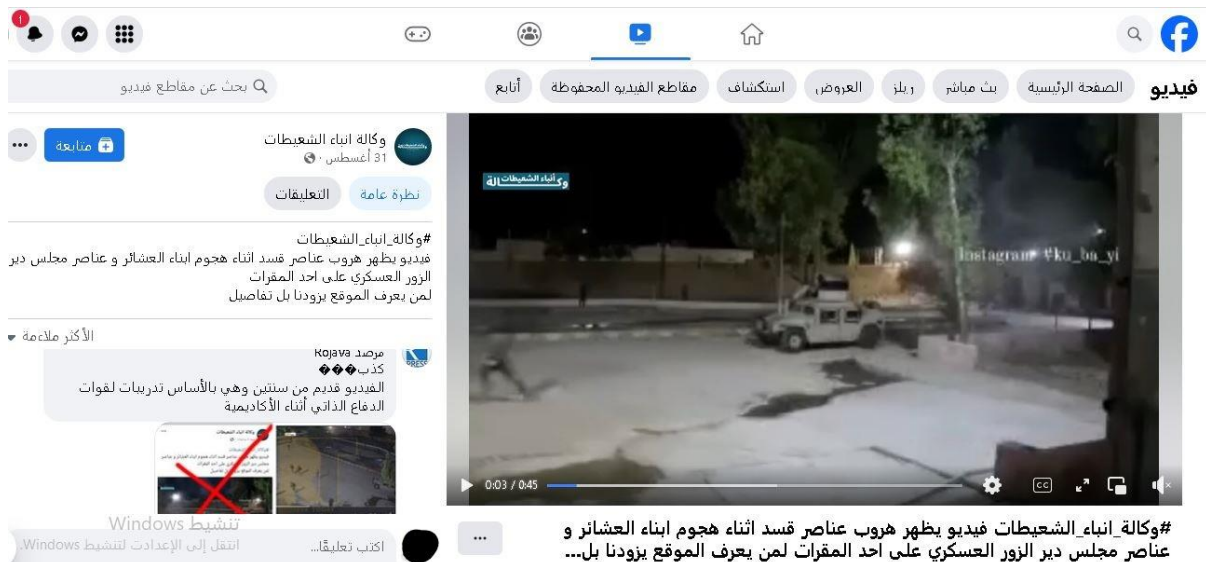 1
فيديو
الصفحة الرئيسية
بث مباشر
ريلز
العروض
استكشاف
مقاطع الفيديو المحفوظة
أتابع
بحث عن مقاطع فيديو
وكالة أنباء الشعيطات
Instagram #ku_ba_yi
0:03 / 0:45
CC
#وكالة_انباء_الشعيطات فيديو يظهر هروب عناصر قسد اثناء هجوم ابناء العشائر و
عناصر مجلس دير الزور العسكري على احد المقرات لمن يعرف الموقع يزودنا بل...
وكالة انباء الشعيطات
31 أغسطس ·
متابعة
نظرة عامة
التعليقات
#وكالة_انباء_الشعيطات
فيديو يظهر هروب عناصر قسد اثناء هجوم ابناء العشائر و عناصر مجلس دير
الزور العسكري على احد المقرات
لمن يعرف الموقع يزودنا بل تفاصيل
الأكثر ملاءمة
مرصد Rojava
كذب���
الفيديو قديم من سنتين وهي بالأساس تدريبات لقوات
الدفاع الذاتي أثناء الأكاديمية
اكتب تعليقًا...
تنشيط Windows
انتقل إلى الإعدادت لتنشيط Windows.